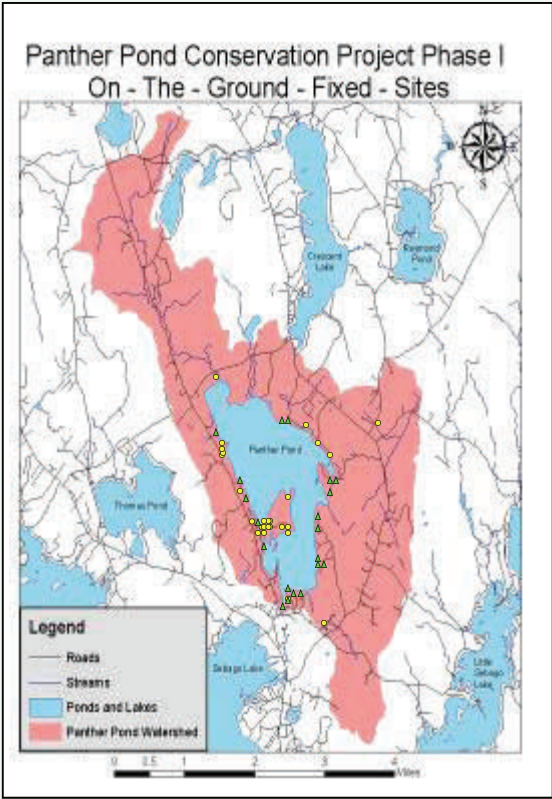 Panther Pond Conservation Project Phase I
On - The - Ground - Fixed - Sites
N
S
Crescent
Lake
Raymond
Pond
Panther Pond
Thomas Pond
Sebago Lake
Little
Sebago
Lake
Legend
Roads
Streams
Ponds and Lakes
Panther Pond Watershed
0 0.5 1 2 3 4
Miles